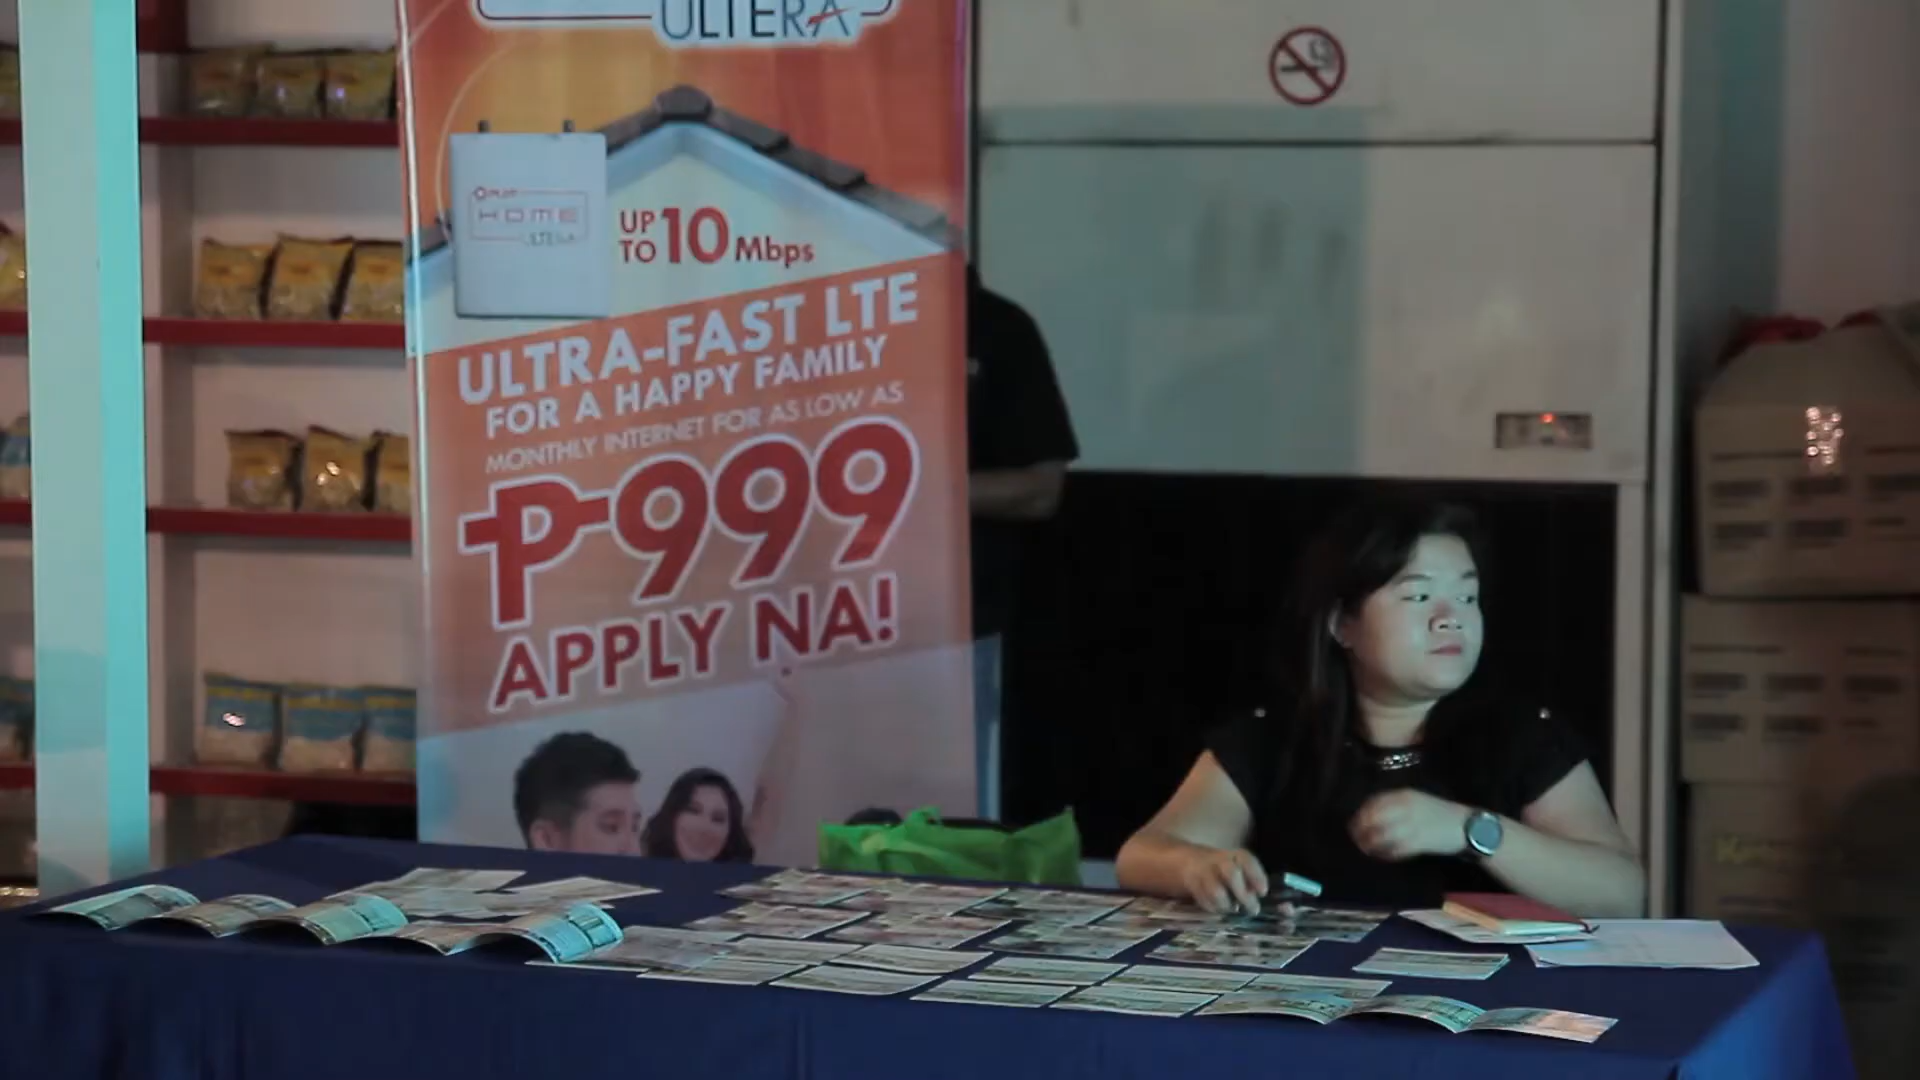 ULTERA
HOME
UP TO 10 Mbps
ULTRA-FAST LTE
FOR A HAPPY FAMILY
MONTHLY INTERNET FOR AS LOW AS
₱999
APPLY NA!